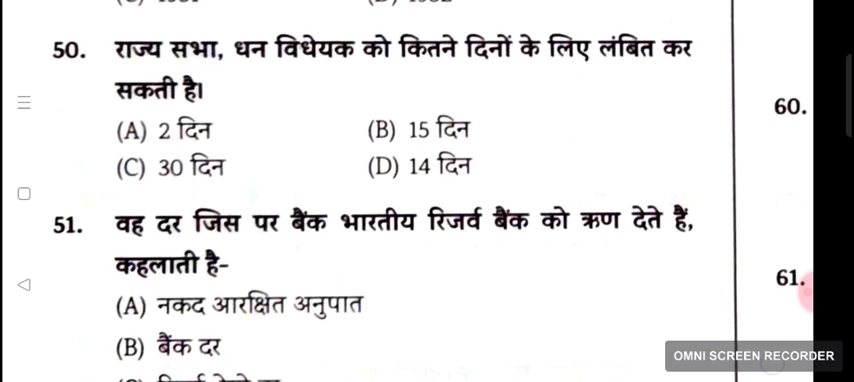 50. राज्य सभा, धन विधेयक को कितने दिनों के लिए लंबित कर
सकती है।
(A) 2 दिन (B) 15 दिन
(C) 30 दिन (D) 14 दिन
51. वह दर जिस पर बैंक भारतीय रिजर्व बैंक को ऋण देते हैं,
कहलाती है-
(A) नकद आरक्षित अनुपात
(B) बैंक दर
60.
61.
OMNI SCREEN RECORDER